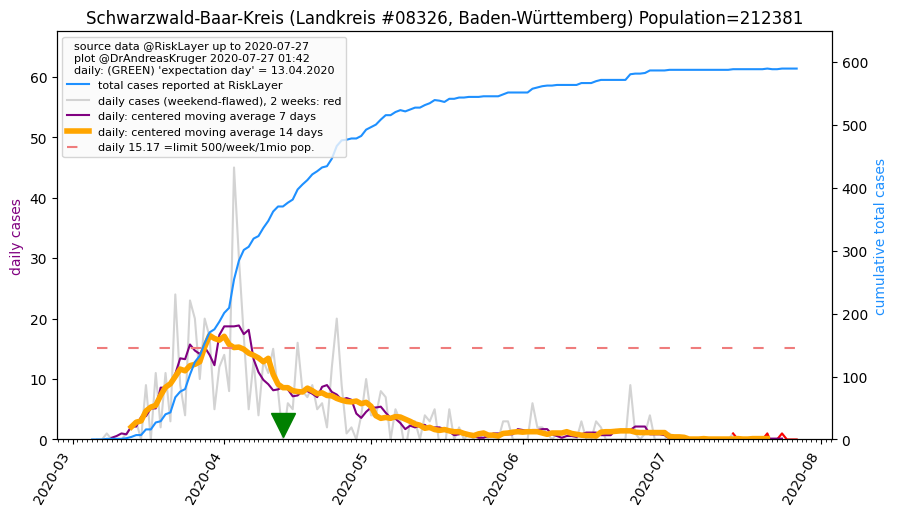 Schwarzwald-Baar-Kreis (Landkreis #08326, Baden-Württemberg) Population=212381
source data @RiskLayer up to 2020-07-27
plot @DrAndreasKruger 2020-07-27 01:42
daily: (GREEN) 'expectation day' = 13.04.2020
total cases reported at RiskLayer
daily cases (weekend-flawed), 2 weeks: red
daily: centered moving average 7 days
daily: centered moving average 14 days
daily 15.17 =limit 500/week/1mio pop.
daily cases
60
50
40
30
20
10
0
600
500
400
300
200
100
0
cumulative total cases
2020-03
2020-04
2020-05
2020-06
2020-07
2020-08